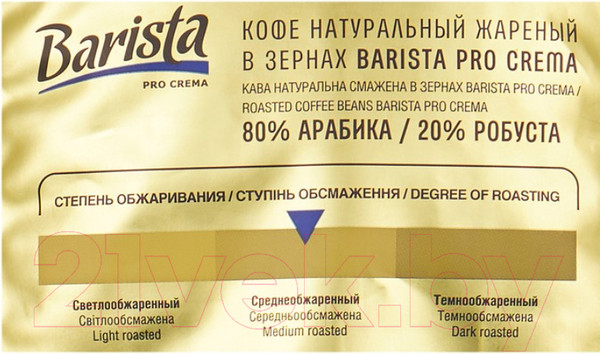 Barista
PRO CREMA
КОФЕ НАТУРАЛЬНЫЙ ЖАРЕНЫЙ
В ЗЕРНАХ BARISTA PRO CREMA
КАВА НАТУРАЛЬНА СМАЖЕНА В ЗЕРНАХ BARISTA PRO CREMA /
ROASTED COFFEE BEANS BARISTA PRO CREMA
80% АРАБИКА / 20% РОБУСТА
СТЕПЕНЬ ОБЖАРИВАНИЯ / СТУПІНЬ ОБСМАЖЕННЯ / DEGREE OF ROASTING
Светлообжаренный
Світлообсмажена
Light roasted
Среднеобжаренный
Середньообсмажена
Medium roasted
Темнообжаренный
Темнообсмажена
Dark roasted
21vek.by